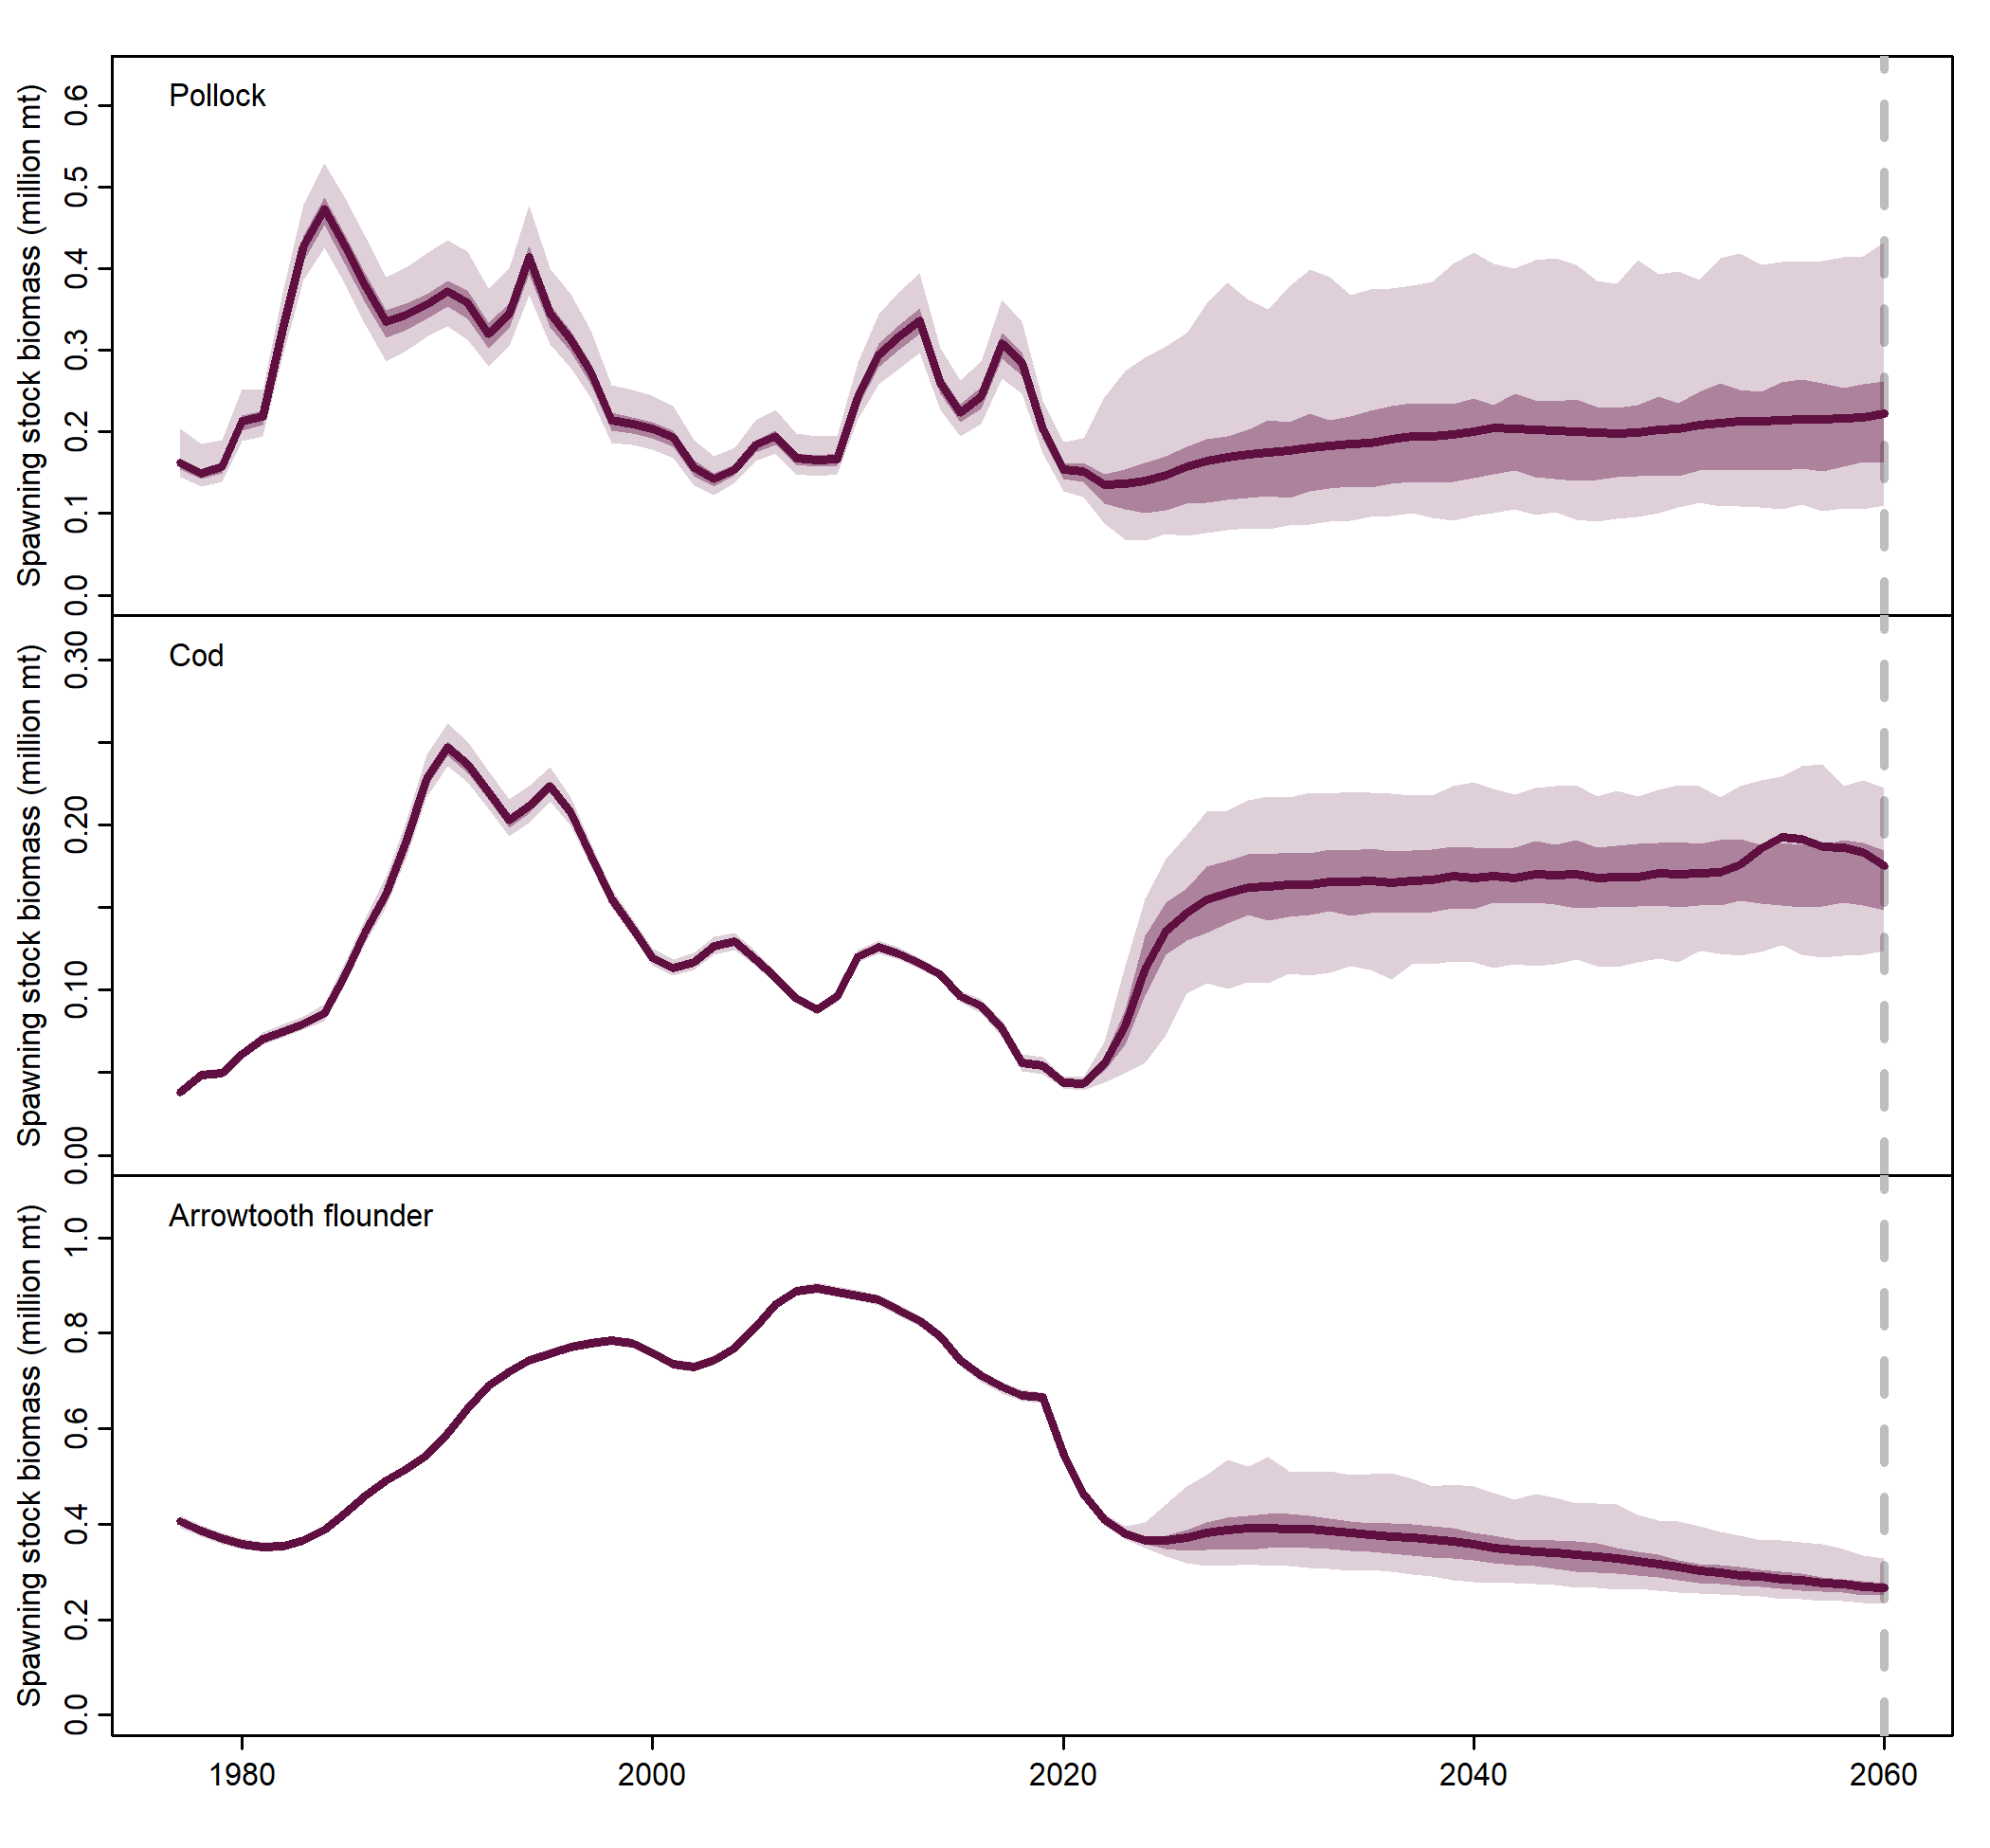 Pollock
Spawning stock biomass (million mt)
0.6
0.5
0.4
0.3
0.2
0.1
0.0
Cod
Spawning stock biomass (million mt)
0.30
0.20
0.10
0.00
Arrowtooth flounder
Spawning stock biomass (million mt)
1.0
0.8
0.6
0.4
0.2
0.0
1980 2000 2020 2040 2060